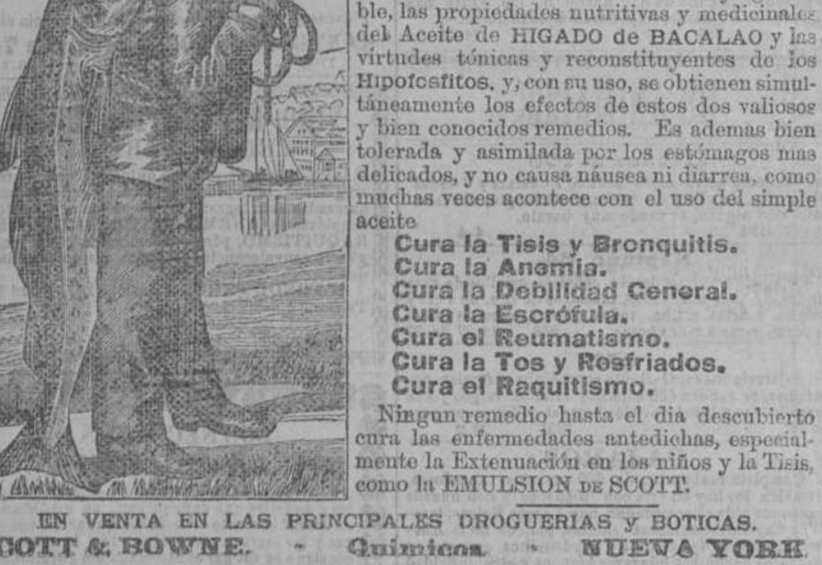 ble, las propiedades nutritivas y medicinales
del Aceite de HIGADO de BACALAO y las
virtudes tónicas y reconstituyentes de los
Hipofosfitos, y, con su uso, se obtienen simul-
táneamente los efectos de estos dos valiosos
y bien conocidos remedios. Es ademas bien
tolerada y asimilada por los estómagos mas
delicados, y no causa náusea ni diarrea, como
muchas veces acontece con el uso del simple
aceite
Cura la Tisis y Bronquitis.
Cura la Anemia.
Cura la Debilidad General.
Cura la Escrófula.
Cura el Reumatismo.
Cura la Tos y Resfriados.
Cura el Raquitismo.
Ningun remedio hasta el dia descubierto
cura las enfermedades antedichas, especial-
mente la Extenuación en los niños y la Tisis,
como la EMULSION DE SCOTT.
EN VENTA EN LAS PRINCIPALES DROGUERIAS y BOTICAS.
COTT & BOWNE. - Químicos - NUEVA YORK.